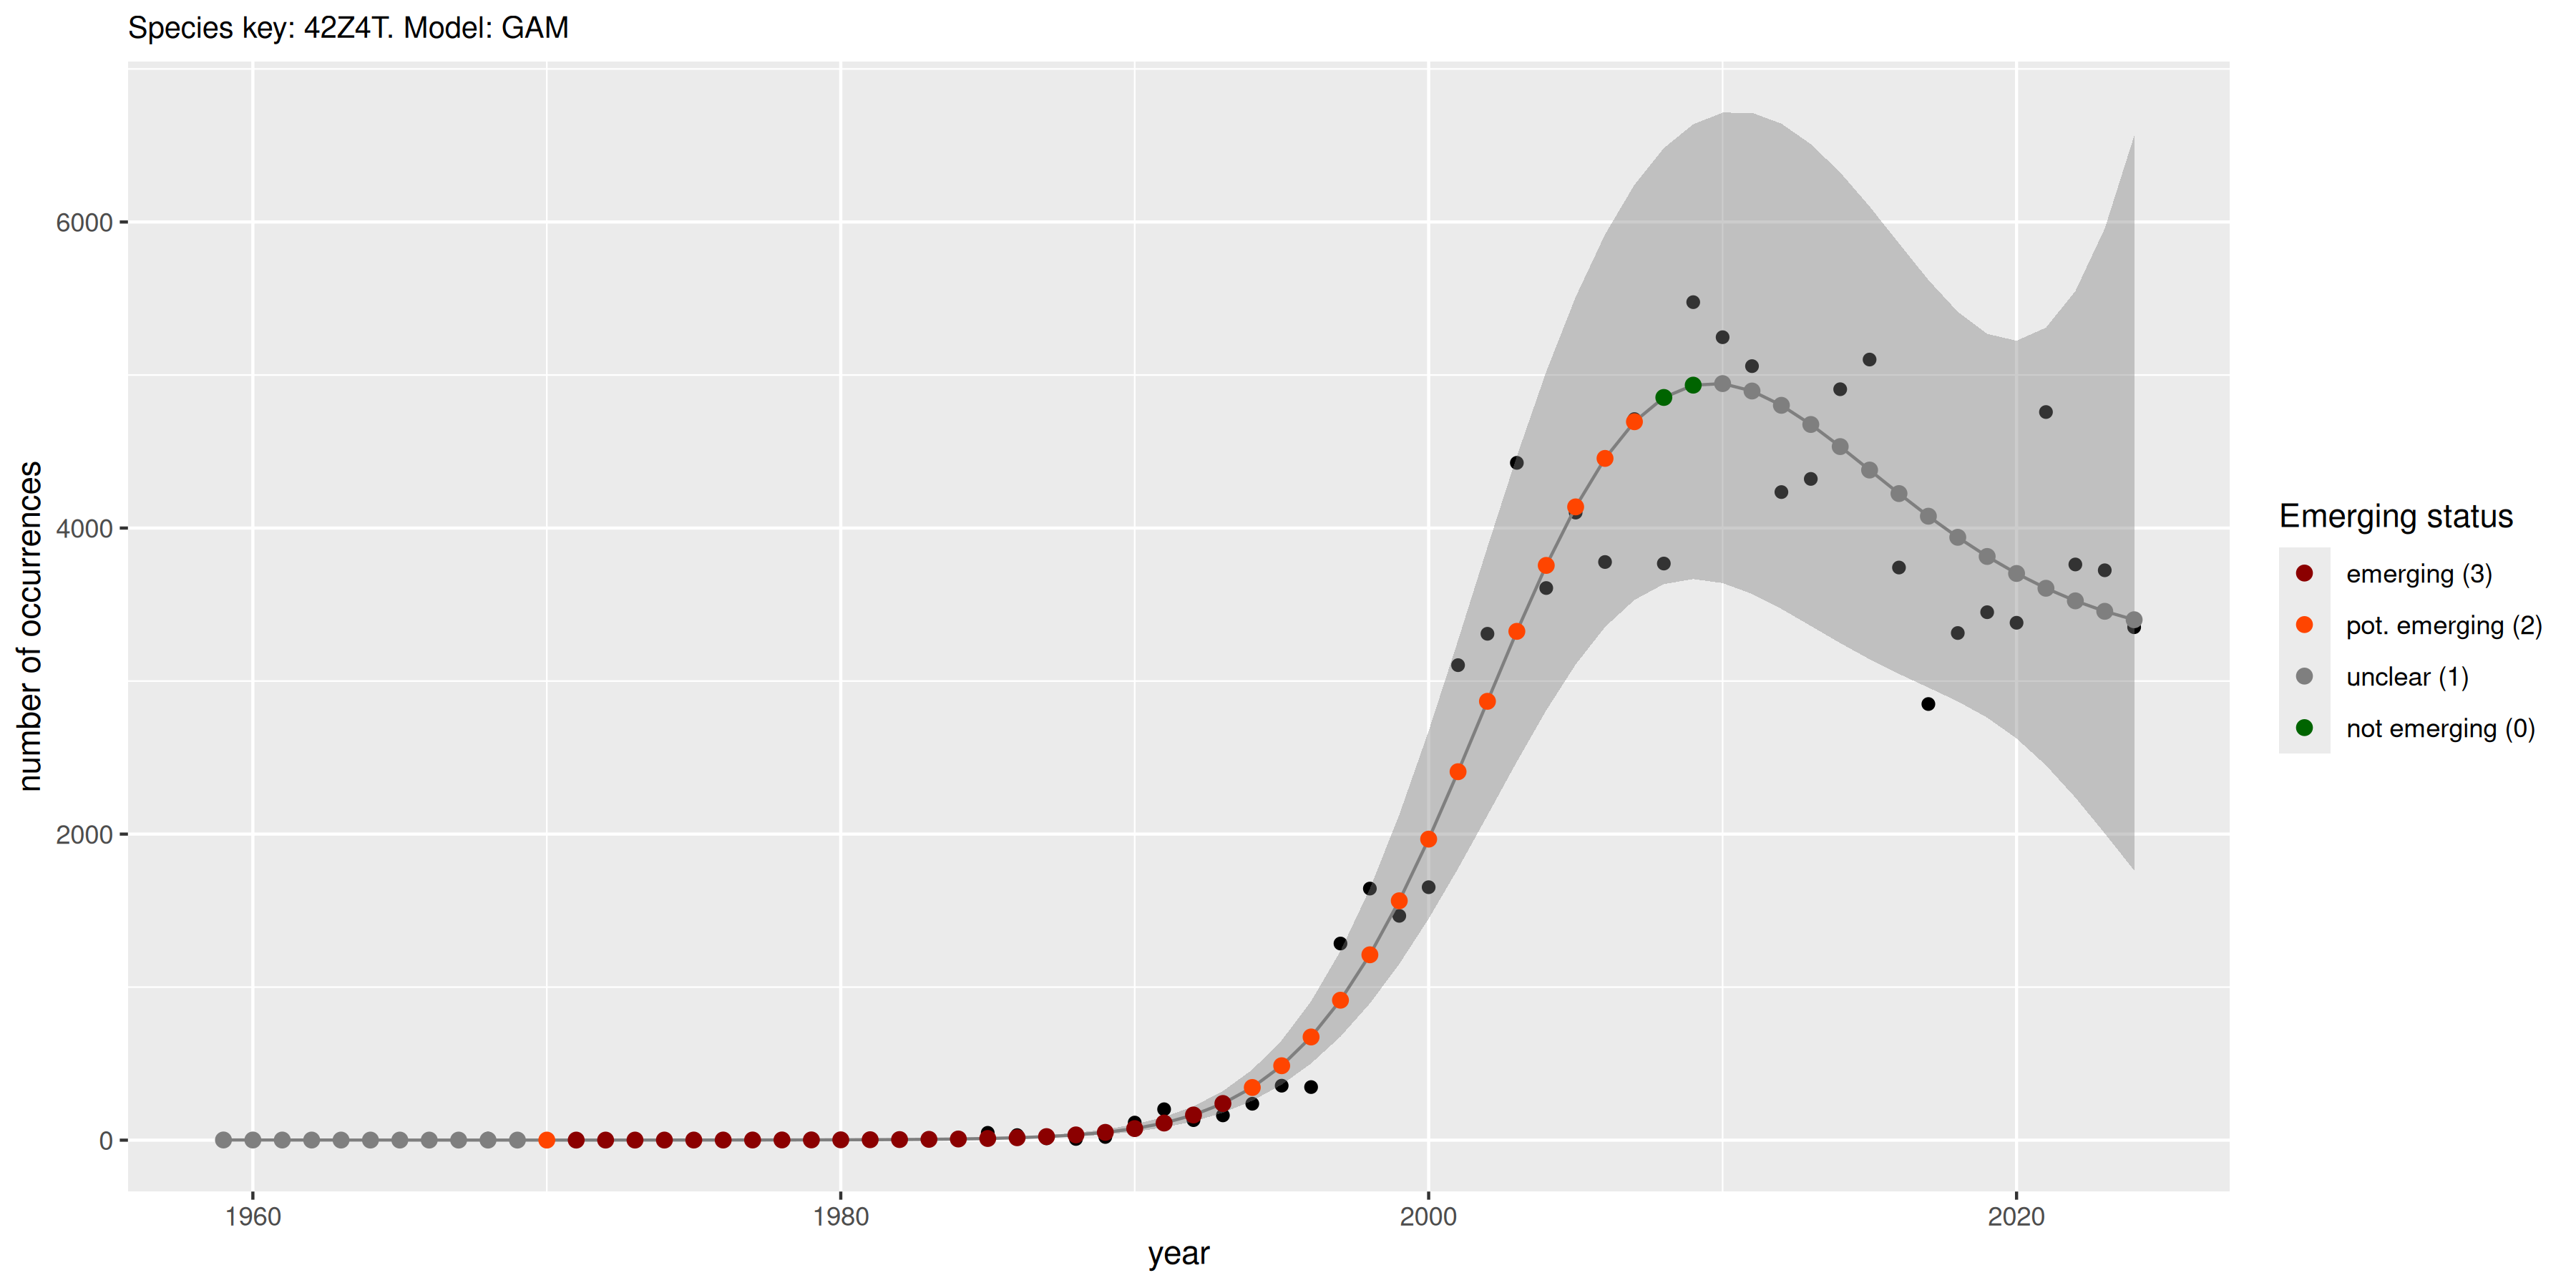 Species key: 42Z4T. Model: GAM
number of occurrences
6000
4000
2000
0
1960
1980
2000
2020
year
Emerging status
emerging (3)
pot. emerging (2)
unclear (1)
not emerging (0)